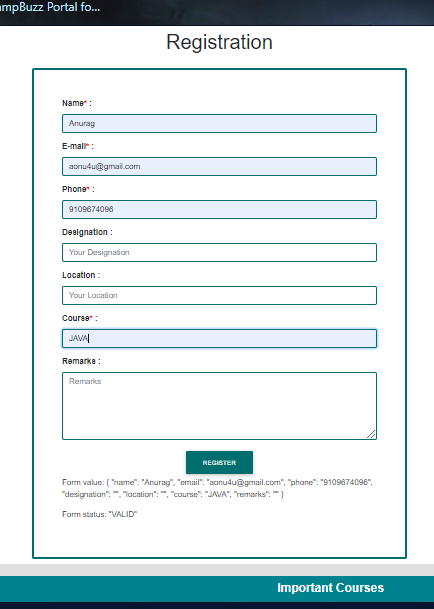 ampBuzz Portal fo...
Registration
Name* :
Anurag
E-mail* :
aonu4u@gmail.com
Phone* :
9109674096
Designation :
Your Designation
Location :
Your Location
Course* :
JAVA
Remarks :
Remarks
REGISTER
Form value: { "name": "Anurag", "email": "aonu4u@gmail.com", "phone": "9109674096",
"designation": "", "location": "", "course": "JAVA", "remarks": "" }
Form status: "VALID"
Important Courses